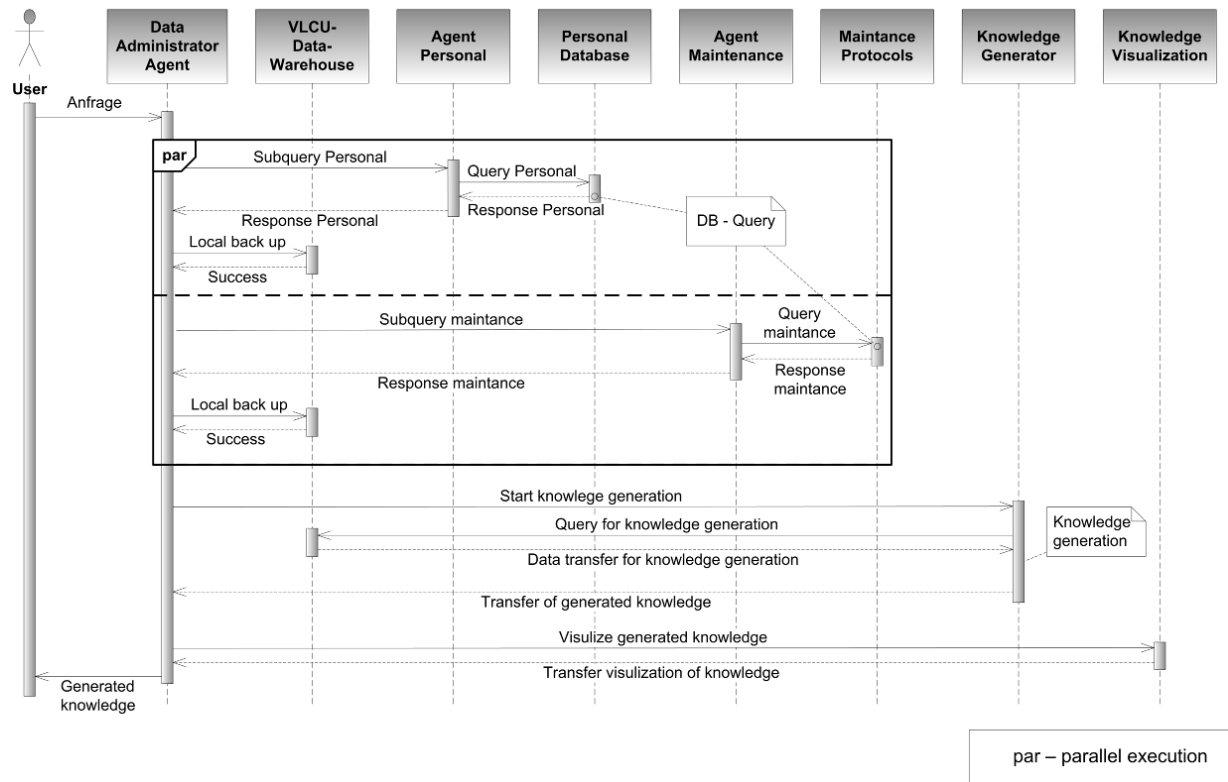 User
Data
Administrator
Agent
VLCU-
Data-
Warehouse
Agent
Personal
Personal
Database
Agent
Maintenance
Maintance
Protocols
Knowledge
Generator
Knowledge
Visualization
Anfrage
par
Subquery Personal
Query Personal
Response Personal
Response Personal
DB - Query
Local back up
Success
Subquery maintance
Query
maintance
Response
maintance
Response maintance
Local back up
Success
Start knowlege generation
Query for knowledge generation
Knowledge
generation
Data transfer for knowledge generation
Transfer of generated knowledge
Visulize generated knowledge
Transfer visulization of knowledge
Generated
knowledge
par – parallel execution